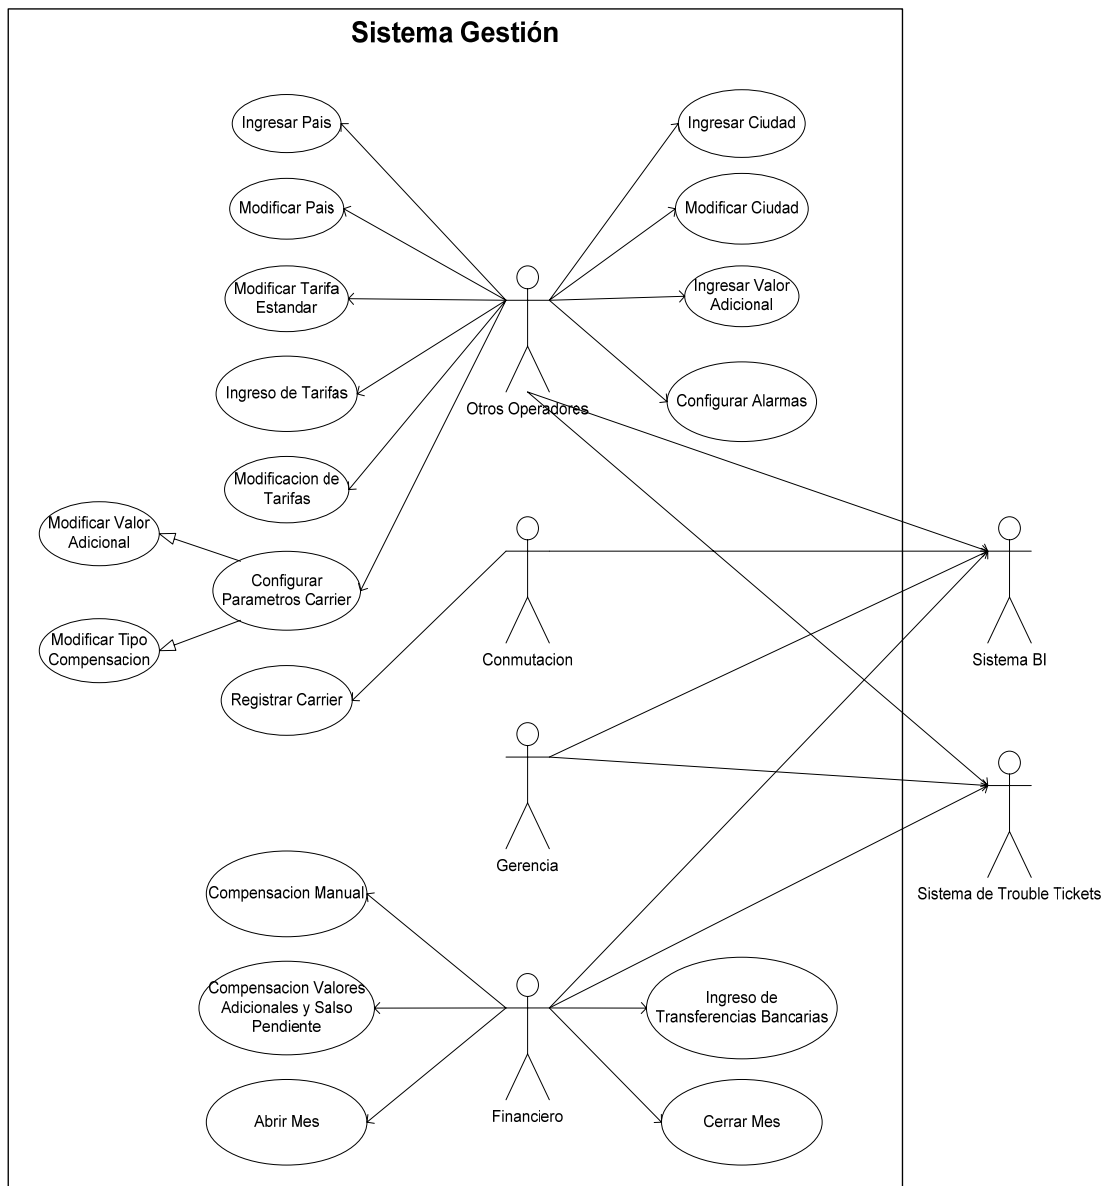 Sistema Gestión
Ingresar Pais
Ingresar Ciudad
Modificar Pais
Modificar Ciudad
Modificar Tarifa
Estandar
Ingresar Valor
Adicional
Ingreso de Tarifas
Configurar Alarmas
Otros Operadores
Modificacion de
Tarifas
Modificar Valor
Adicional
Configurar
Parametros Carrier
Modificar Tipo
Compensacion
Conmutacion
Sistema BI
Registrar Carrier
Gerencia
Sistema de Trouble Tickets
Compensacion Manual
Compensacion Valores
Adicionales y Salso
Pendiente
Ingreso de
Transferencias Bancarias
Financiero
Abrir Mes
Cerrar Mes